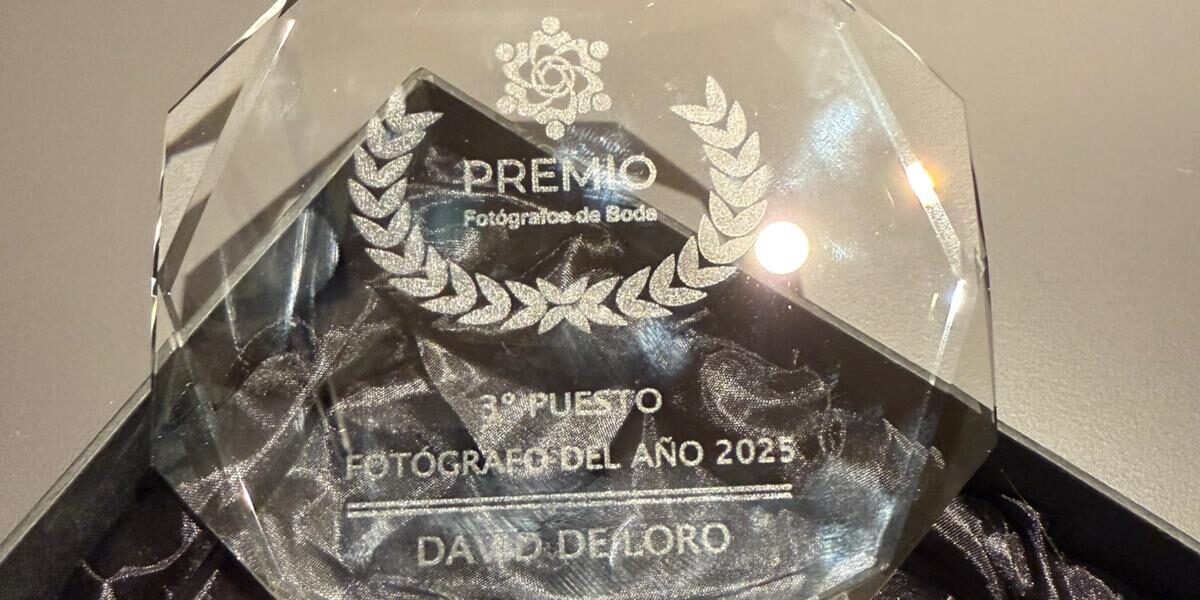 PREMIO
Fotógrafos de Boda
3º PUESTO
FOTÓGRAFO DEL AÑO 2025
DAVID DE LORO